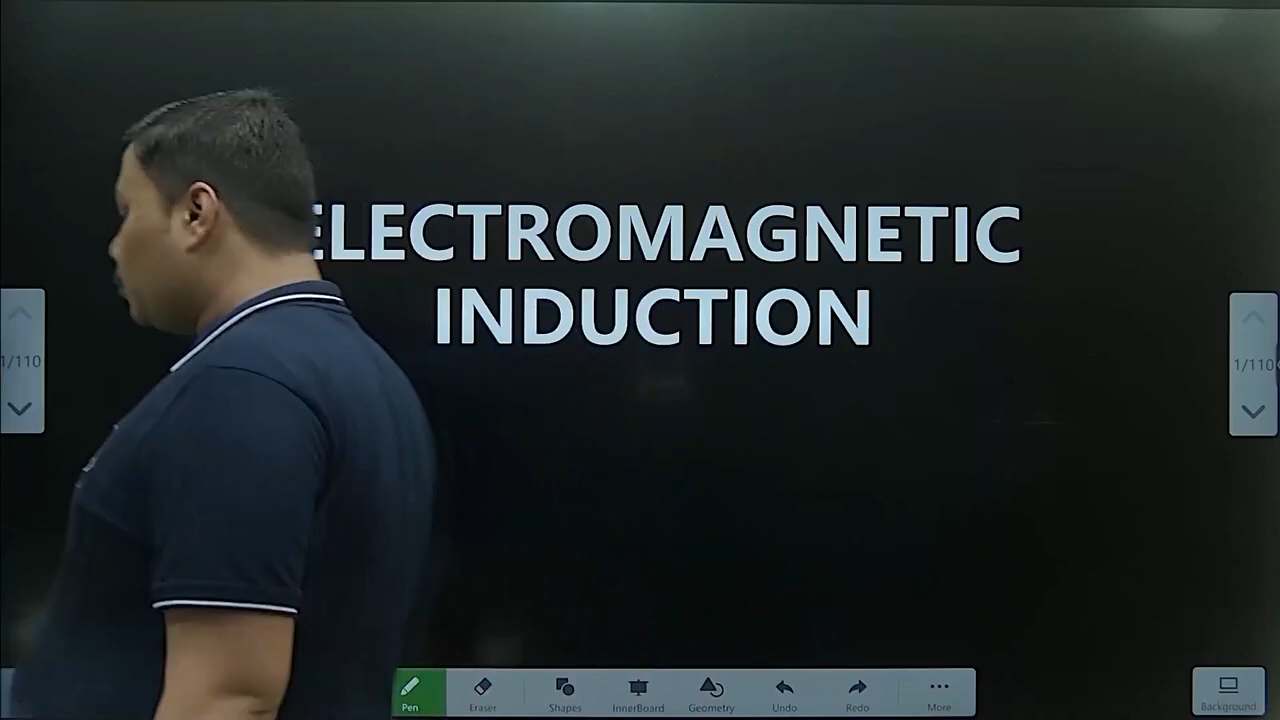 ELECTROMAGNETIC
INDUCTION
1/110
1/110
Pen
Eraser
Shapes
InnerBoard
Geometry
Undo
Redo
More
Background